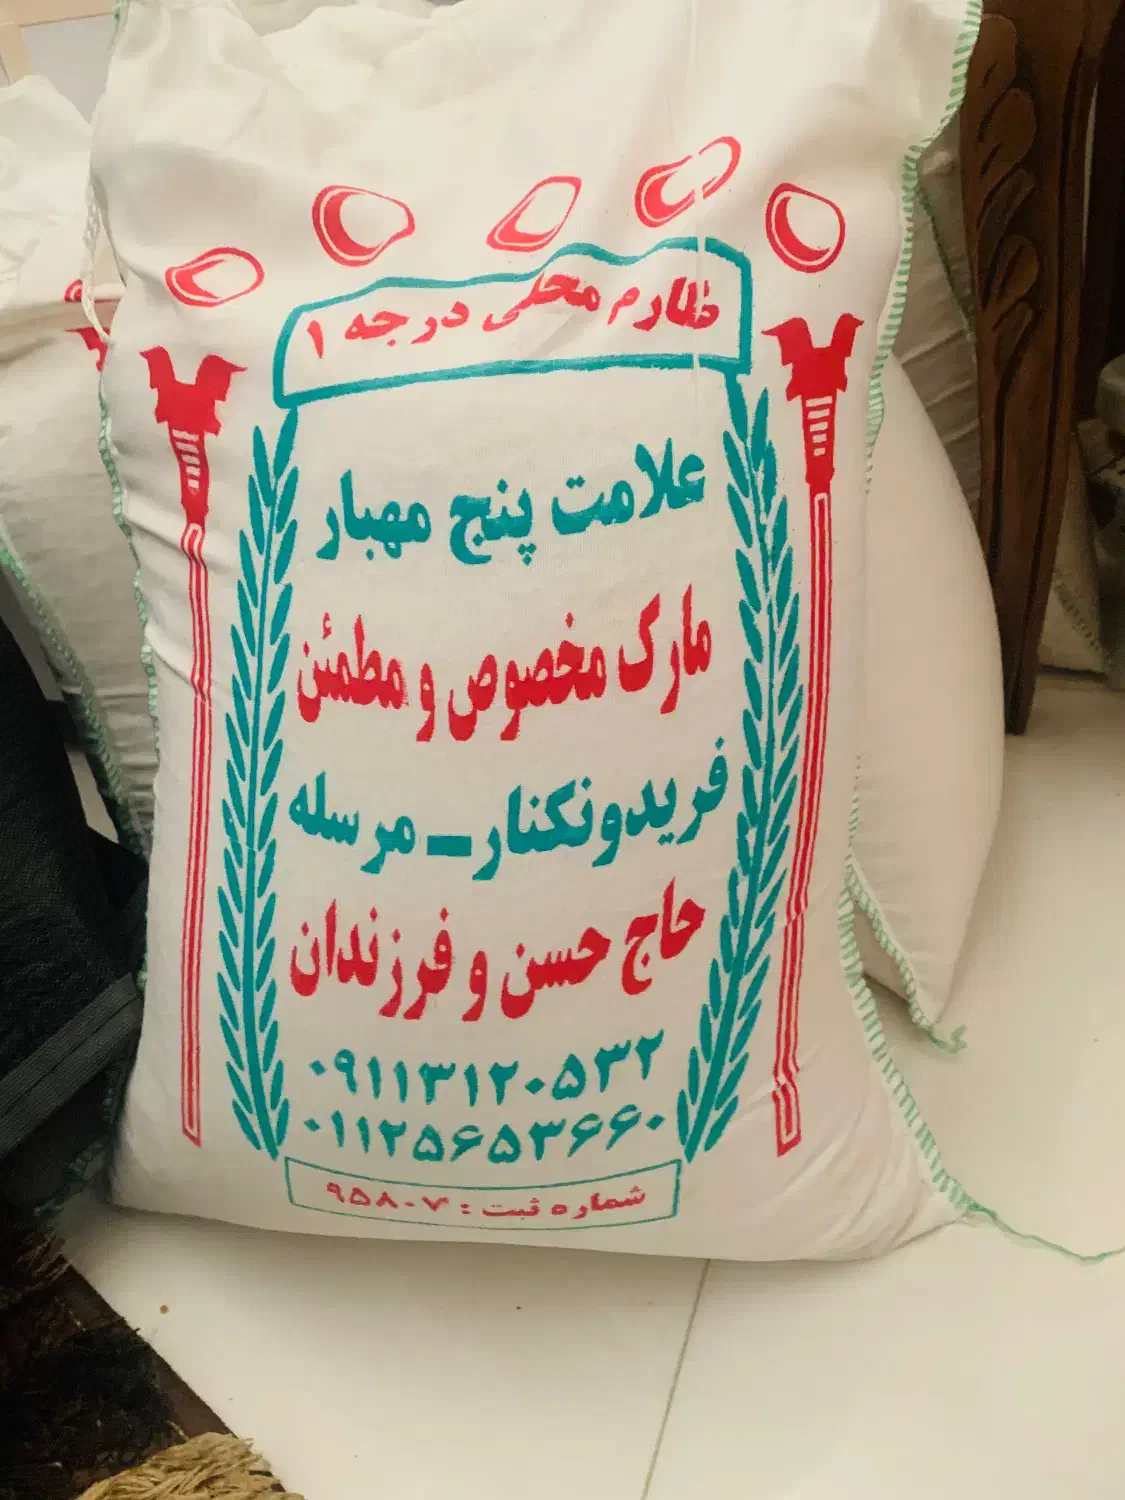 طارم محلی درجه ۱
علامت پنج مهبار
مارک مخصوص و مطمئن
فریدونکنار ـ مرسله
حاج حسن و فرزندان
۰۹۱۱۳۱۲۰۵۳۲
۰۱۱۲۵۶۵۳۶۶۰
شماره ثبت : ۹۵۸۰۷